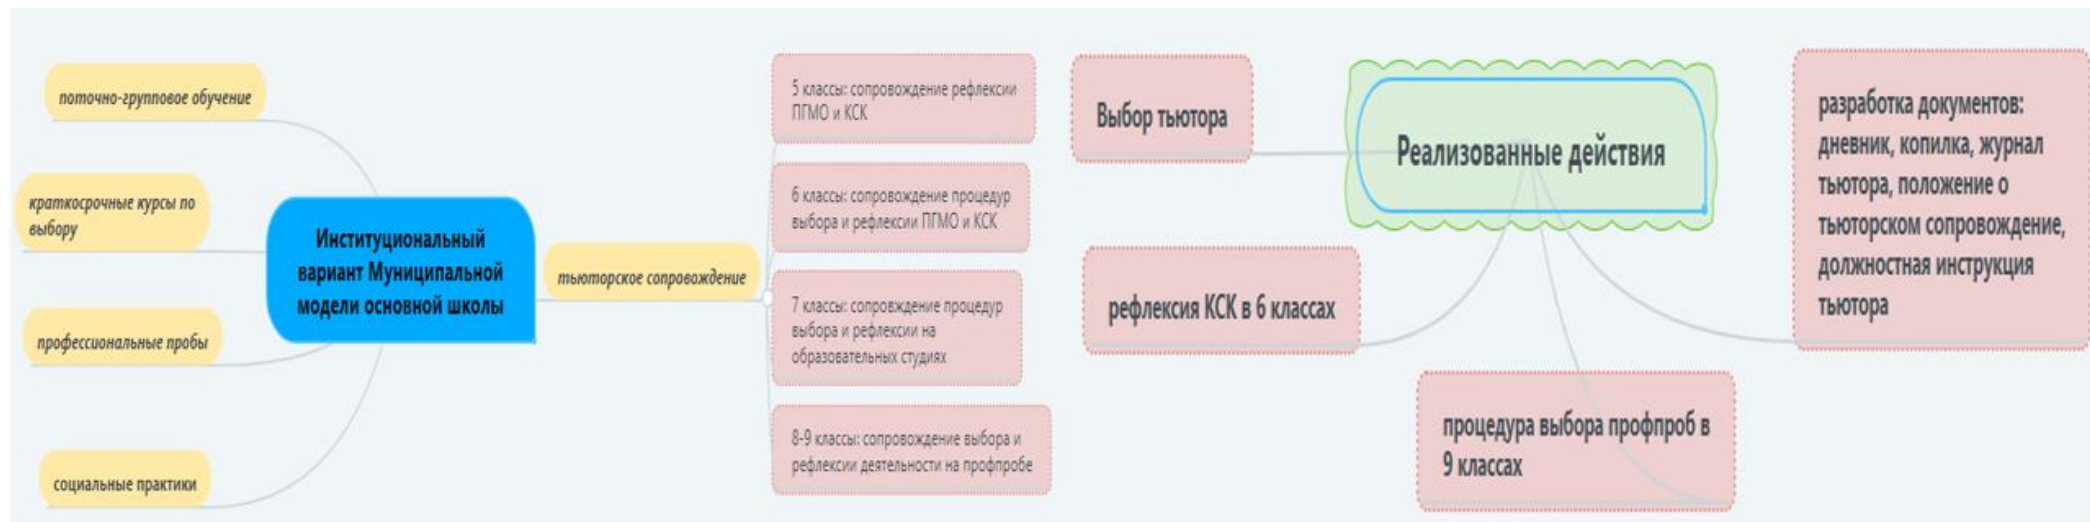 поточно-групповое обучение
краткосрочные курсы по
выбору
профессиональные пробы
социальные практики
Институциональный
вариант Муниципальной
модели основной школы
тьюторское сопровождение
5 классы: сопровождение рефлексии
ПГМО и КСК
6 классы: сопровождение процедур
выбора и рефлексии ПГМО и КСК
7 классы: сопровждение процедур
выбора и рефлексии на
образовательных студиях
8-9 классы: сопровождение выбора и
рефлексии деятельности на профпробе
Выбор тьютора
рефлексия КСК в 6 классах
Реализованные действия
процедура выбора профпроб в
9 классах
разработка документов:
дневник, копилка, журнал
тьютора, положение о
тьюторском сопровождение,
должностная инструкция
тьютора